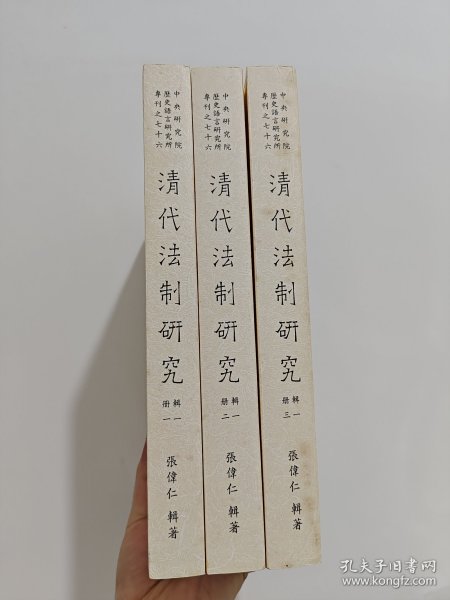 中央研究院
歷史語言研究所
專刊之七十六
清代法制研究
輯一
冊一
張偉仁 輯著
中央研究院
歷史語言研究所
專刊之七十六
清代法制研究
輯一
冊二
張偉仁 輯著
中央研究院
歷史語言研究所
專刊之七十六
清代法制研究
輯一
冊三
張偉仁 輯著
孔夫子旧书网
www.kongfz.com